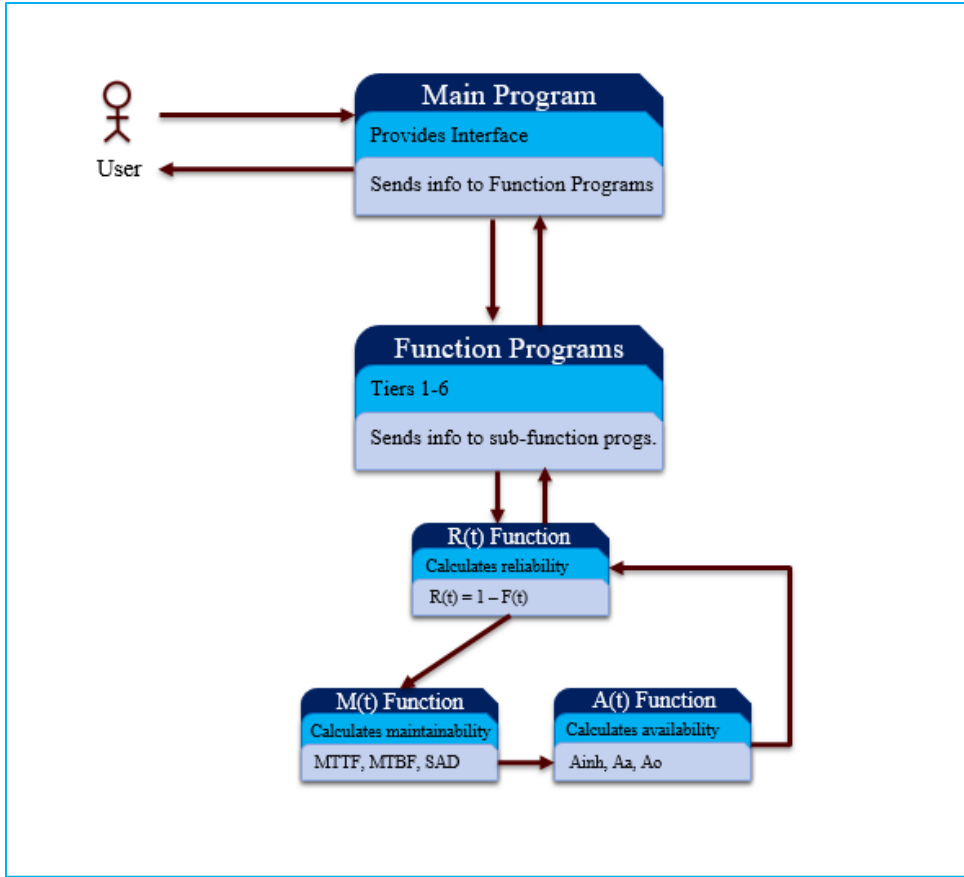 Main Program
Provides Interface
User
Sends info to Function Programs
Function Programs
Tiers 1-6
Sends info to sub-function progs.
R(t) Function
Calculates reliability
R(t) = 1 – F(t)
M(t) Function
Calculates maintainability
MTTF, MTBF, SAD
A(t) Function
Calculates availability
Ainh, Aa, Ao